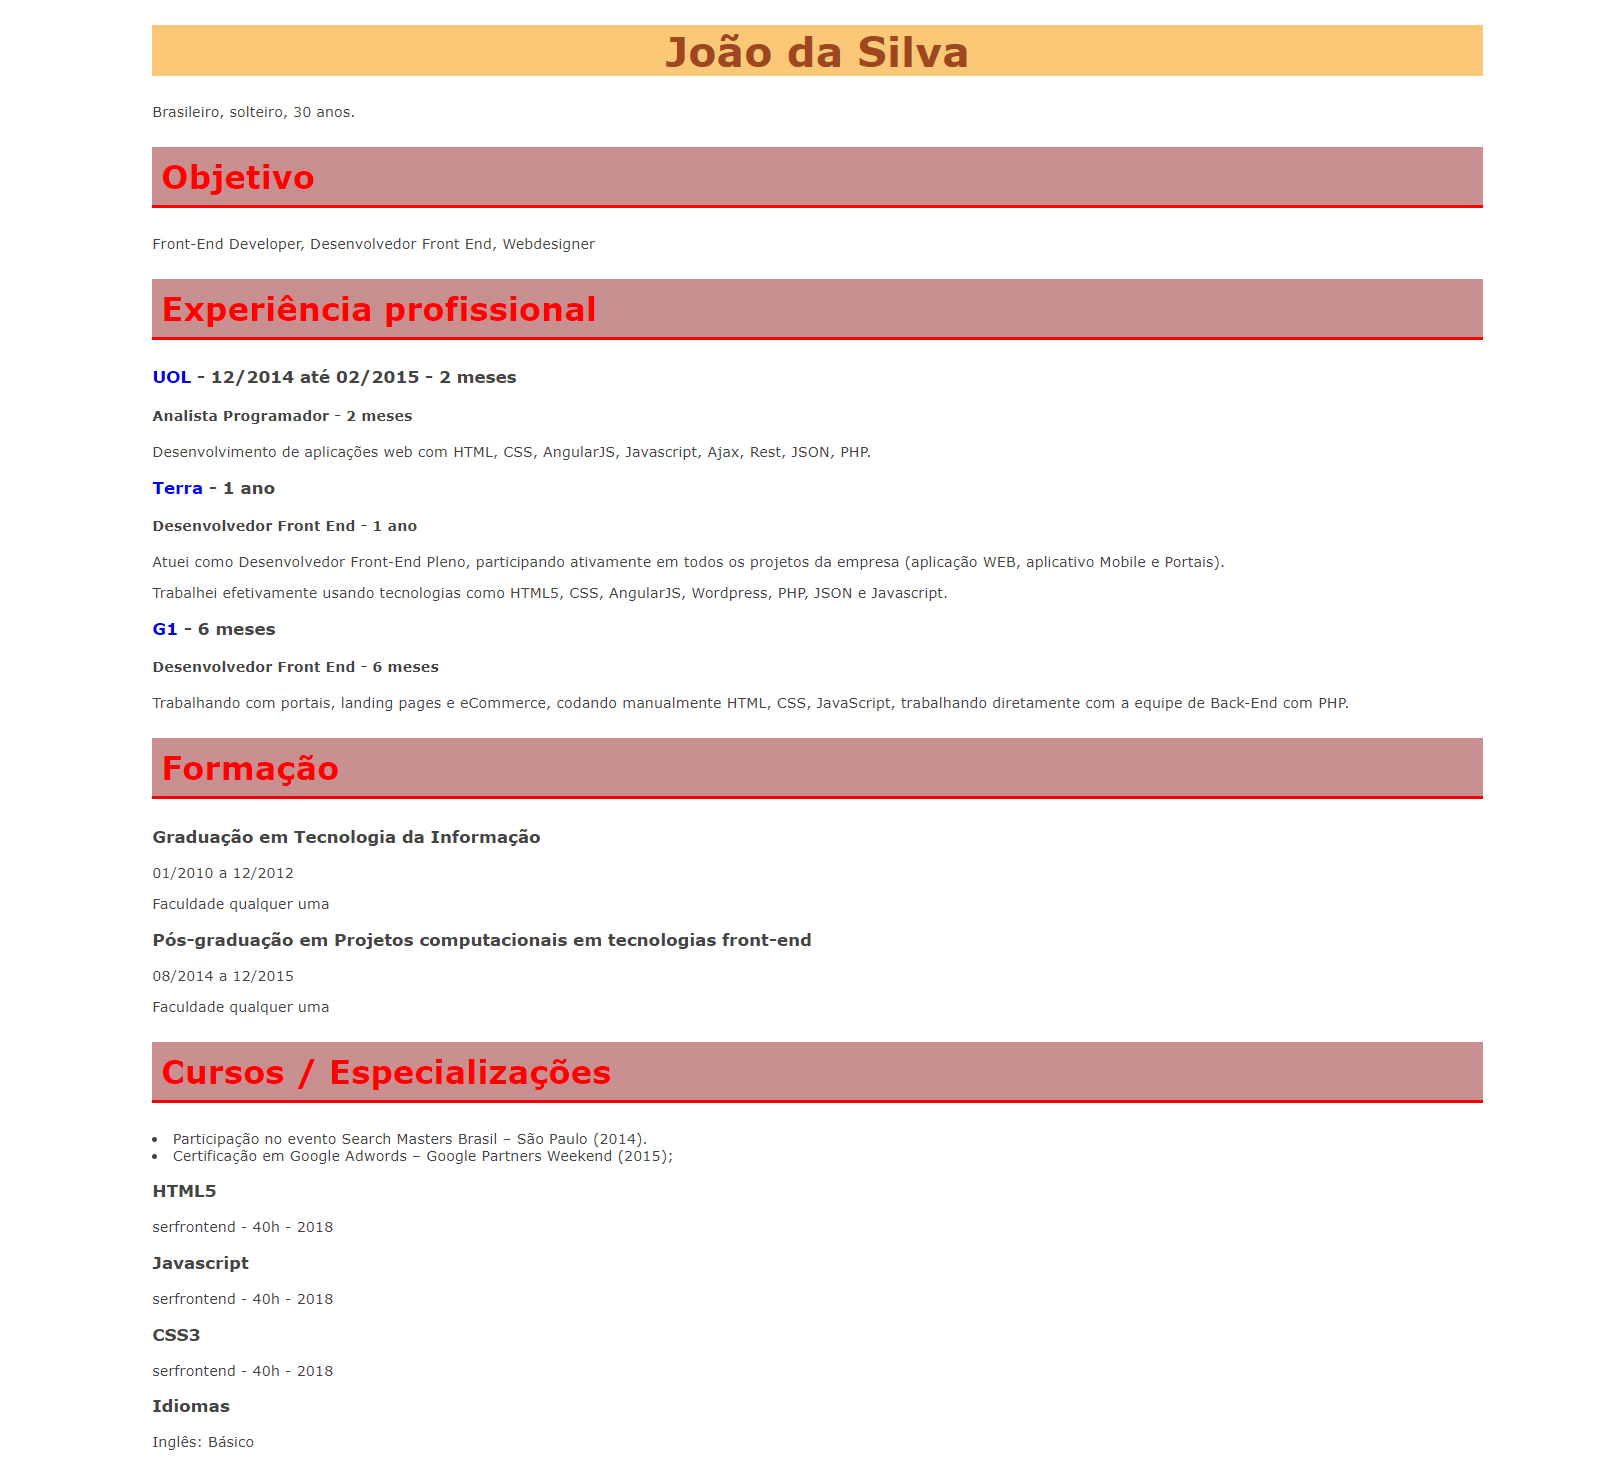 João da Silva
Brasileiro, solteiro, 30 anos.
Objetivo
Front-End Developer, Desenvolvedor Front End, Webdesigner
Experiência profissional
UOL - 12/2014 até 02/2015 - 2 meses
Analista Programador - 2 meses
Desenvolvimento de aplicações web com HTML, CSS, AngularJS, Javascript, Ajax, Rest, JSON, PHP.
Terra - 1 ano
Desenvolvedor Front End - 1 ano
Atuei como Desenvolvedor Front-End Pleno, participando ativamente em todos os projetos da empresa (aplicação WEB, aplicativo Mobile e Portais).
Trabalhei efetivamente usando tecnologias como HTML5, CSS, AngularJS, Wordpress, PHP, JSON e Javascript.
G1 - 6 meses
Desenvolvedor Front End - 6 meses
Trabalhando com portais, landing pages e eCommerce, codando manualmente HTML, CSS, JavaScript, trabalhando diretamente com a equipe de Back-End com PHP.
Formação
Graduação em Tecnologia da Informação
01/2010 a 12/2012
Faculdade qualquer uma
Pós-graduação em Projetos computacionais em tecnologias front-end
08/2014 a 12/2015
Faculdade qualquer uma
Cursos / Especializações
• Participação no evento Search Masters Brasil – São Paulo (2014).
• Certificação em Google Adwords – Google Partners Weekend (2015);
HTML5
serfrontend - 40h - 2018
Javascript
serfrontend - 40h - 2018
CSS3
serfrontend - 40h - 2018
Idiomas
Inglês: Básico